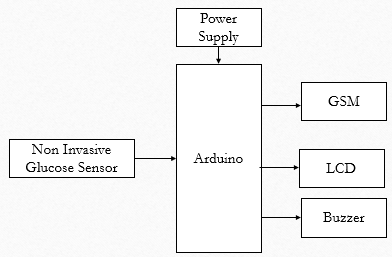 Power
Supply
GSM
Non Invasive
Glucose Sensor
Arduino
LCD
Buzzer